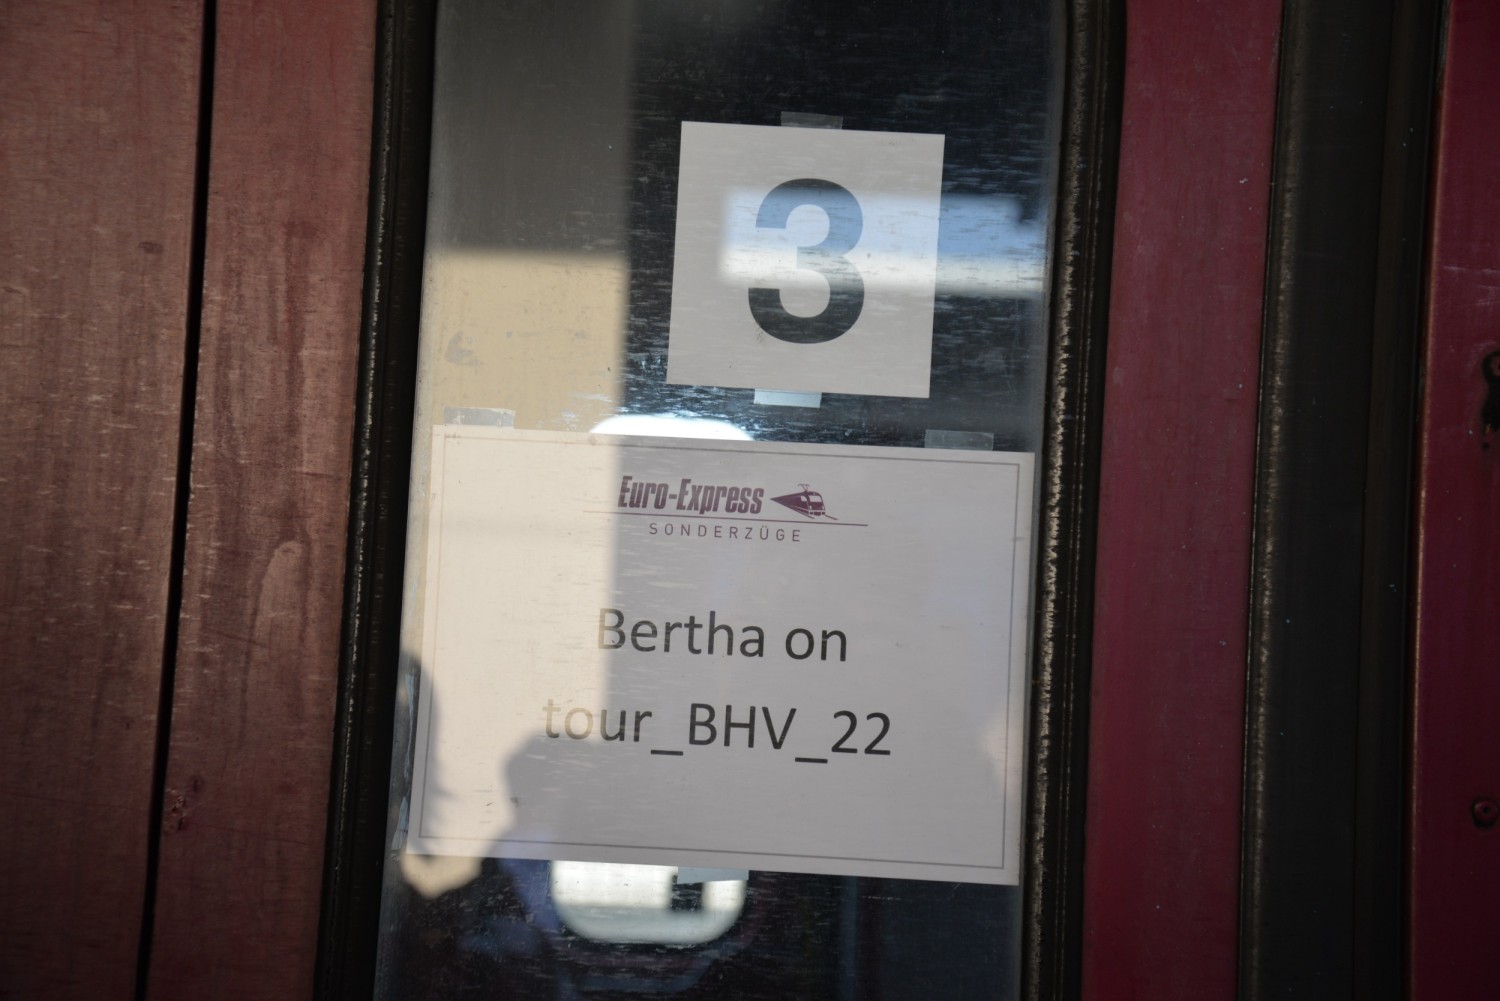 3
Euro-Express
SONDERZÜGE
Bertha on
tour_BHV_22